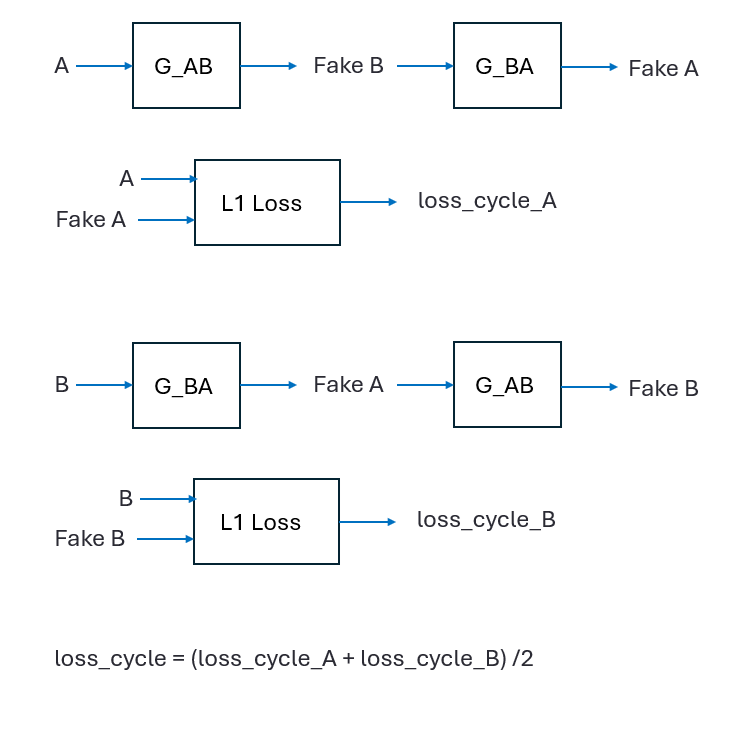 A G_AB Fake B G_BA Fake A
A
L1 Loss loss_cycle_A
Fake A
B G_BA Fake A G_AB Fake B
B
L1 Loss loss_cycle_B
Fake B
loss_cycle = (loss_cycle_A + loss_cycle_B) /2